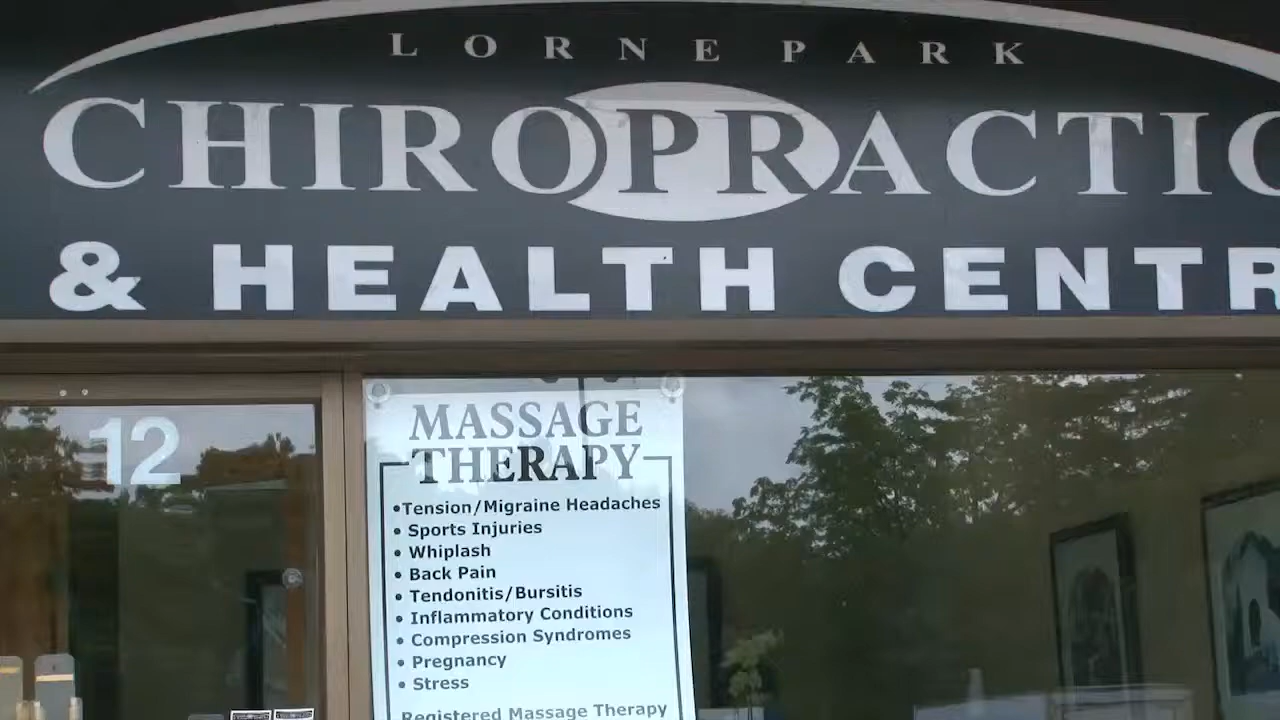 LORNE PARK
CHIROPRACTIC
& HEALTH CENTR
12
MASSAGE
THERAPY
•Tension/Migraine Headaches
• Sports Injuries
• Whiplash
• Back Pain
• Tendonitis/Bursitis
• Inflammatory Conditions
• Compression Syndromes
• Pregnancy
• Stress
Registered Massage Therapy